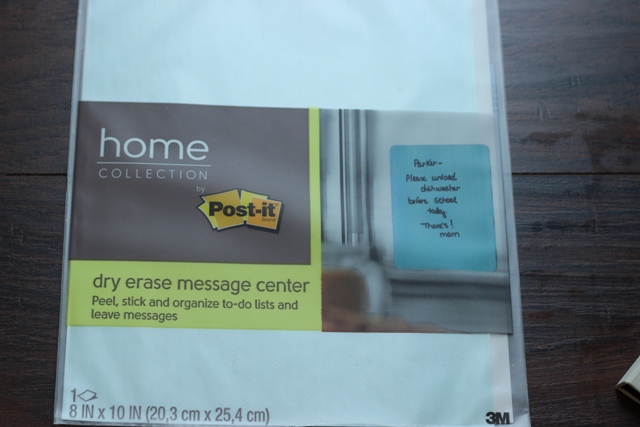 home
COLLECTION
by
Post-it
brand
dry erase message center
Peel, stick and organize to-do lists and
leave messages
Parker-
Please unload
dishwasher
before School
today
Thanks!
mom
1
8 IN x 10 IN (20,3 cm x 25,4 cm)
3M